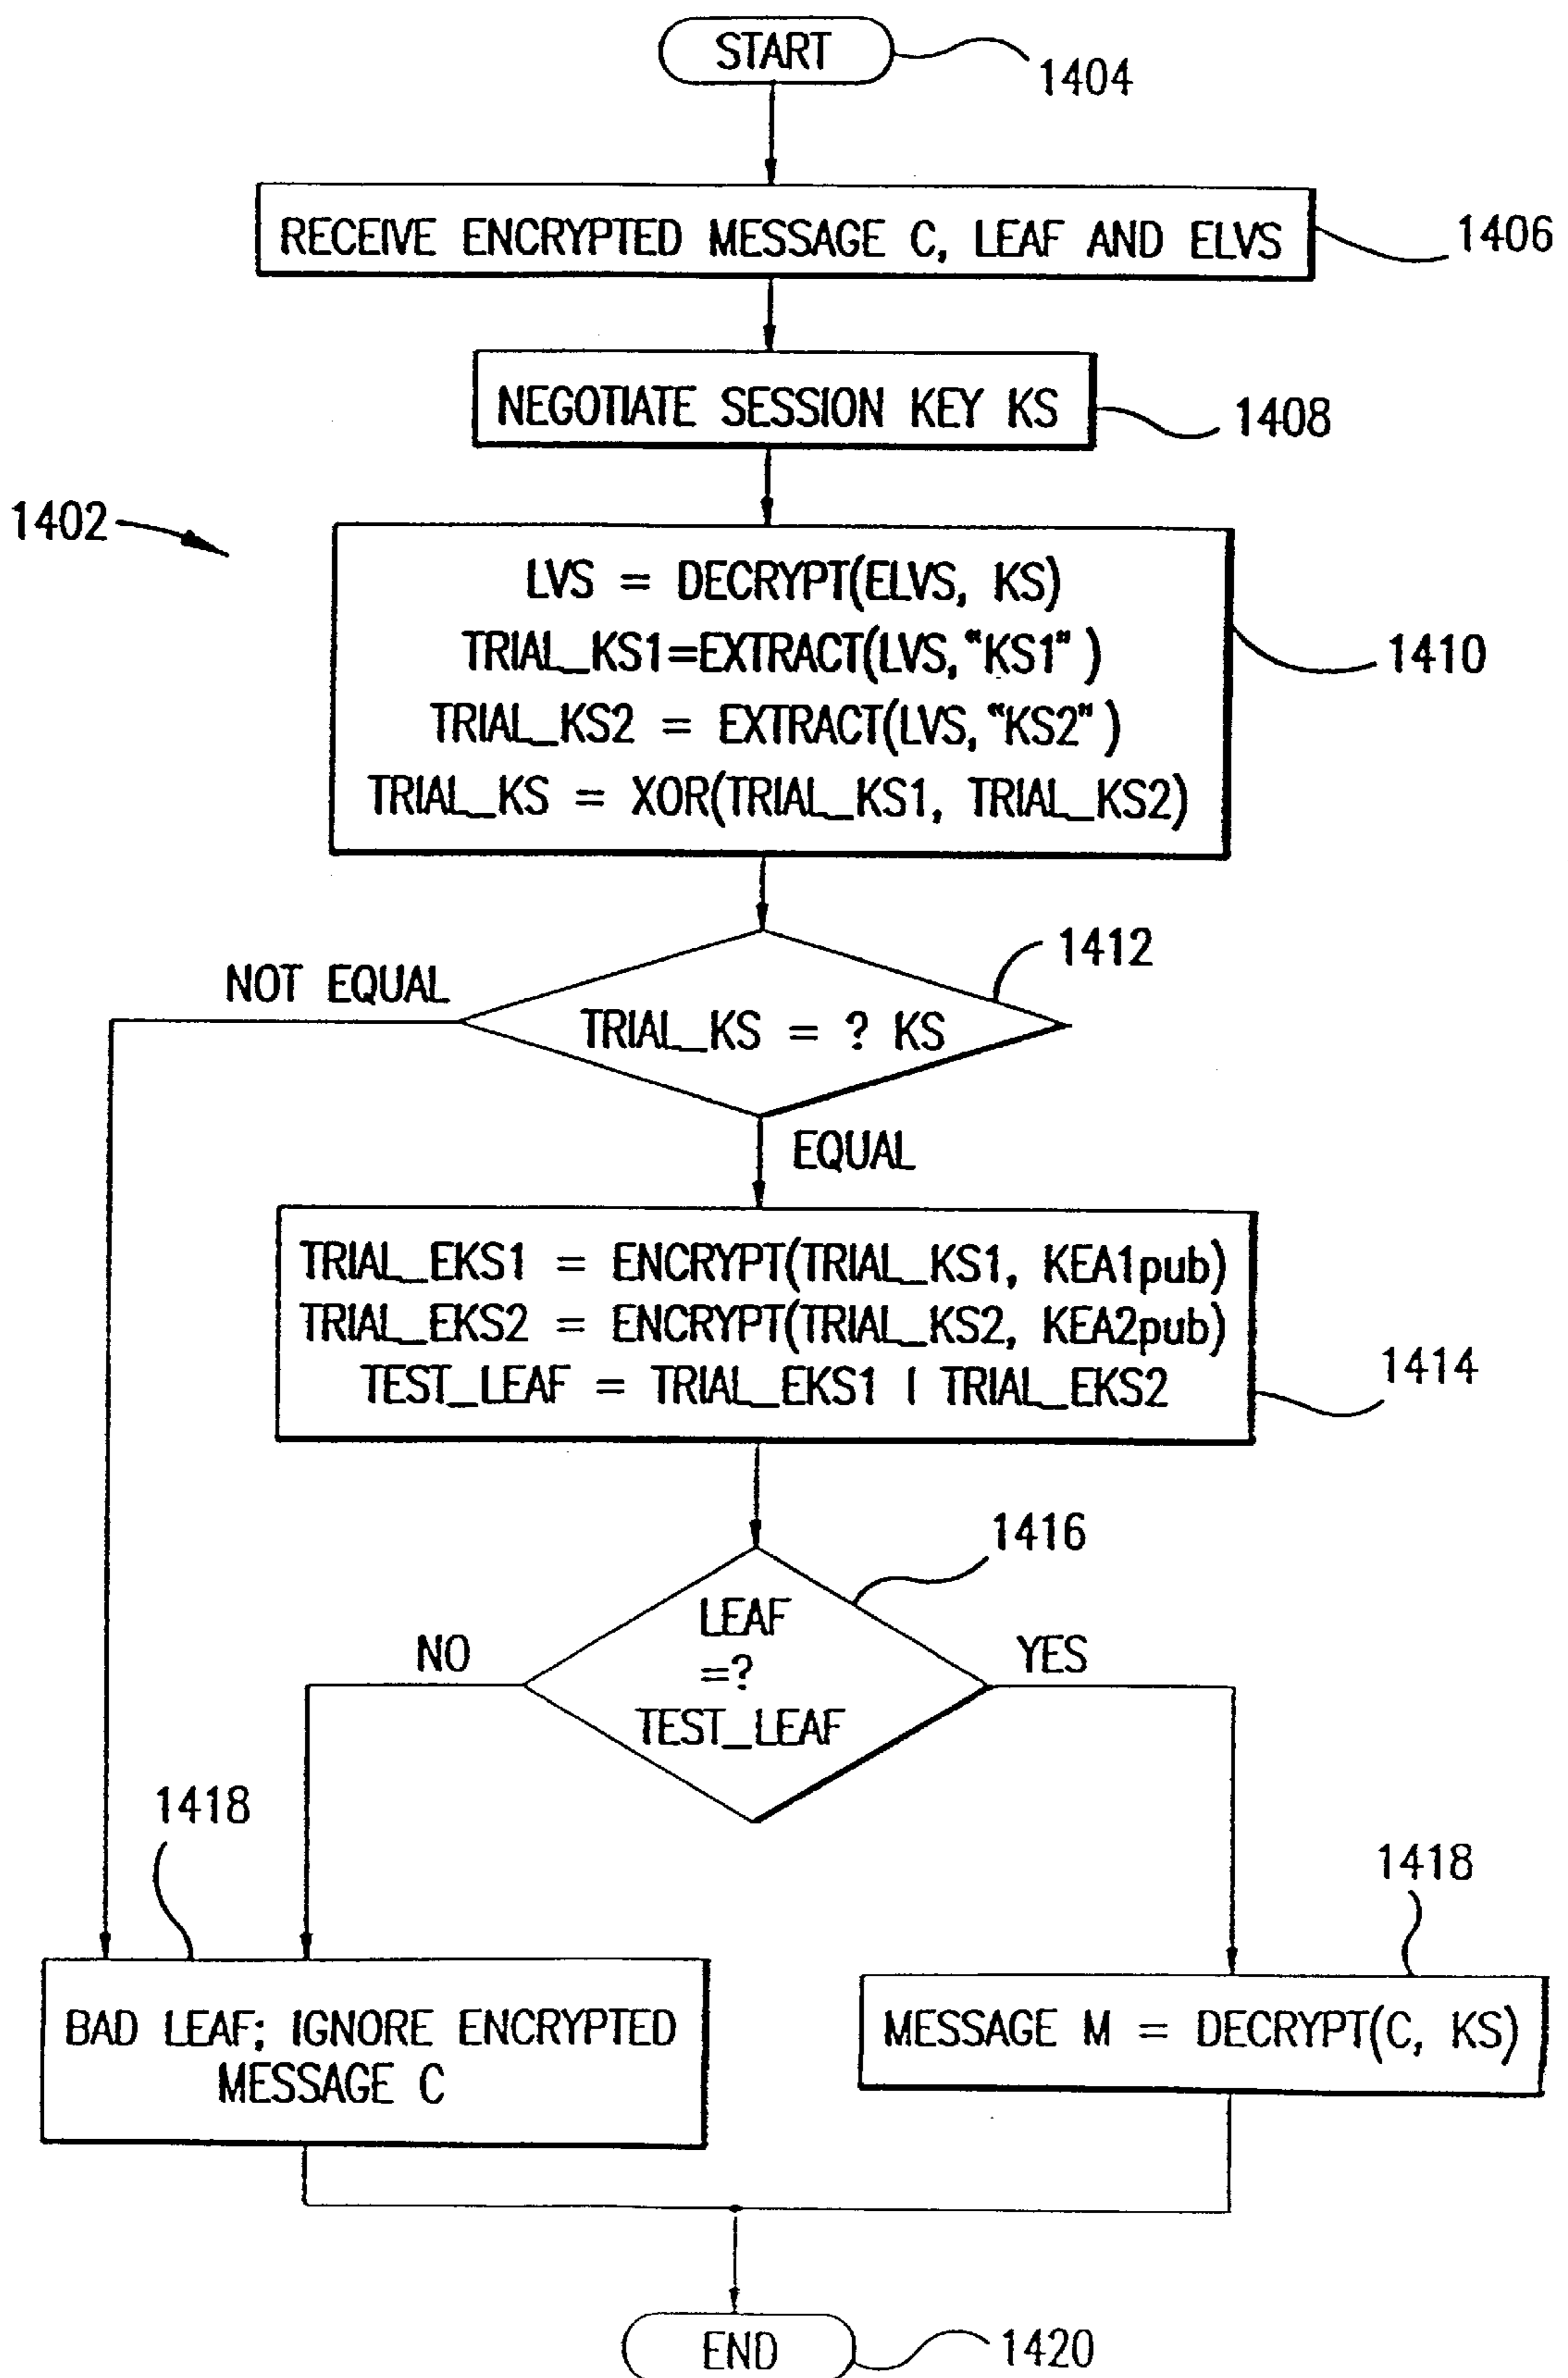 START
1404
RECEIVE ENCRYPTED MESSAGE C, LEAF AND ELVS
1406
NEGOTIATE SESSION KEY KS
1408
1402
LVS = DECRYPT(ELVS, KS)
TRIAL_KS1=EXTRACT(LVS,“KS1”)
TRIAL_KS2 = EXTRACT(LVS,“KS2”)
TRIAL_KS = XOR(TRIAL_KS1, TRIAL_KS2)
1410
1412
NOT EQUAL
TRIAL_KS = ? KS
EQUAL
TRIAL_EKS1 = ENCRYPT(TRIAL_KS1, KEA1pub)
TRIAL_EKS2 = ENCRYPT(TRIAL_KS2, KEA2pub)
TEST_LEAF = TRIAL_EKS1 | TRIAL_EKS2
1414
1416
LEAF
=?
TEST_LEAF
NO
YES
1418
1418
BAD LEAF; IGNORE ENCRYPTED
MESSAGE C
MESSAGE M = DECRYPT(C, KS)
END
1420